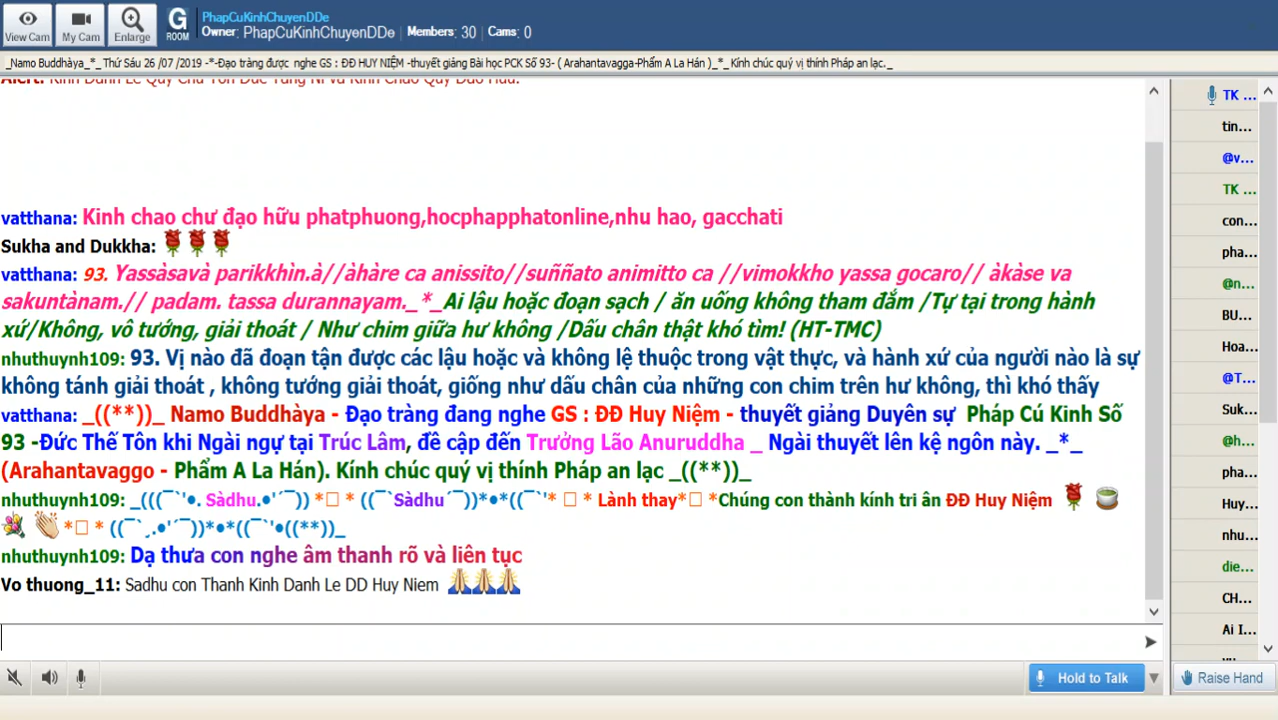 View Cam
My Cam
Enlarge
G
ROOM
PhapCuKinhChuyenDDe
Owner: PhapCuKinhChuyenDDe Members: 30 Cams: 0
_Namo Buddhàya_*_ Thứ Sáu 26 /07 /2019 -*-Đạo tràng được nghe GS : ĐĐ HUY NIỆM -thuyết giảng Bài học PCK Số 93- ( Arahantavagga-Phẩm A La Hán )_*_Kính chúc quý vị thính Pháp an lạc._
vatthana: Kinh chao chư đạo hữu phatphuong,hocphapphatonline,nhu hao, gacchati
Sukha and Dukkha: 🌹🌹🌹
vatthana: 93. Yassàsavà parikkhìn.à//àhàre ca anissito//suññato animitto ca //vimokkho yassa gocaro// àkàse va
sakuntànam.// padam. tassa durannayam._*_Ai lậu hoặc đoạn sạch / ăn uống không tham đắm /Tự tại trong hành
xứ/Không, vô tướng, giải thoát / Như chim giữa hư không /Dấu chân thật khó tìm! (HT-TMC)
nhuthuynh109: 93. Vị nào đã đoạn tận được các lậu hoặc và không lệ thuộc trong vật thực, và hành xứ của người nào là sự
không tánh giải thoát , không tướng giải thoát, giống như dấu chân của những con chim trên hư không, thì khó thấy
vatthana: _((**))_ Namo Buddhàya - Đạo tràng đang nghe GS : ĐĐ Huy Niệm - thuyết giảng Duyên sự Pháp Cú Kinh Số
93 -Đức Thế Tôn khi Ngài ngự tại Trúc Lâm, đề cập đến Trưởng Lão Anuruddha _ Ngài thuyết lên kệ ngôn này. _*_
(Arahantavaggo - Phẩm A La Hán). Kính chúc quý vị thính Pháp an lạc _((**))_
nhuthuynh109: _(((¯`'•. Sàdhu.•'´¯)) *□ * ((¯`Sàdhu´¯))*•*((¯`'* □ * Lành thay*□ *Chúng con thành kính tri ân ĐĐ Huy Niệm 🌹 🍵
💐 👏 *□ * ((¯`¸.•'´¯))*•*((¯`'•((**))_
nhuthuynh109: Dạ thưa con nghe âm thanh rõ và liên tục
Vo thuong_11: Sadhu con Thanh Kinh Danh Le DD Huy Niem 🙏🙏🙏
TK ...
tin...
@v...
TK ...
con...
pha...
@n...
BU...
Hoa...
@T...
Suk...
@h...
pha...
Huy...
nhu...
die...
CH...
Ai I...
Hold to Talk
Raise Hand